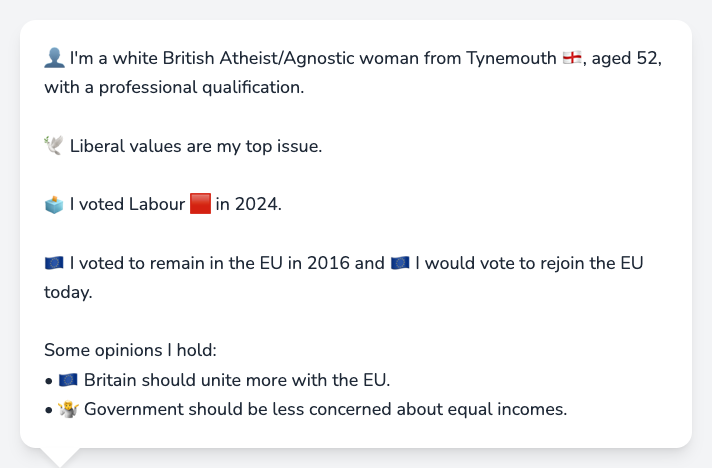 👤 I'm a white British Atheist/Agnostic woman from Tynemouth 🏴󠁧󠁢󠁥󠁮󠁧󠁿, aged 52,
with a professional qualification.
🕊️ Liberal values are my top issue.
🗳️ I voted Labour 🟥 in 2024.
🇪🇺 I voted to remain in the EU in 2016 and 🇪🇺 I would vote to rejoin the EU
today.
Some opinions I hold:
• 🇪🇺 Britain should unite more with the EU.
• 🤷 Government should be less concerned about equal incomes.